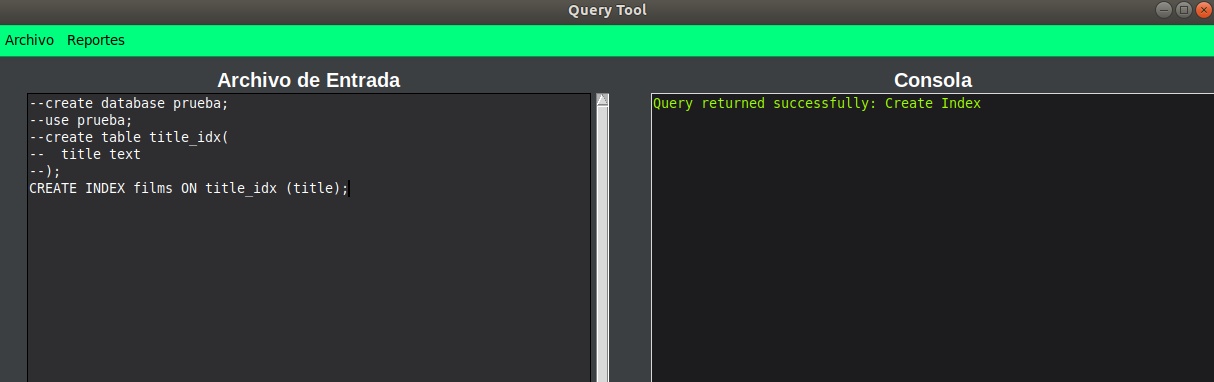 Query Tool
Archivo Reportes
Archivo de Entrada
--create database prueba;
--use prueba;
--create table title_idx(
--  title text
--);
CREATE INDEX films ON title_idx (title);
Consola
Query returned successfully: Create Index